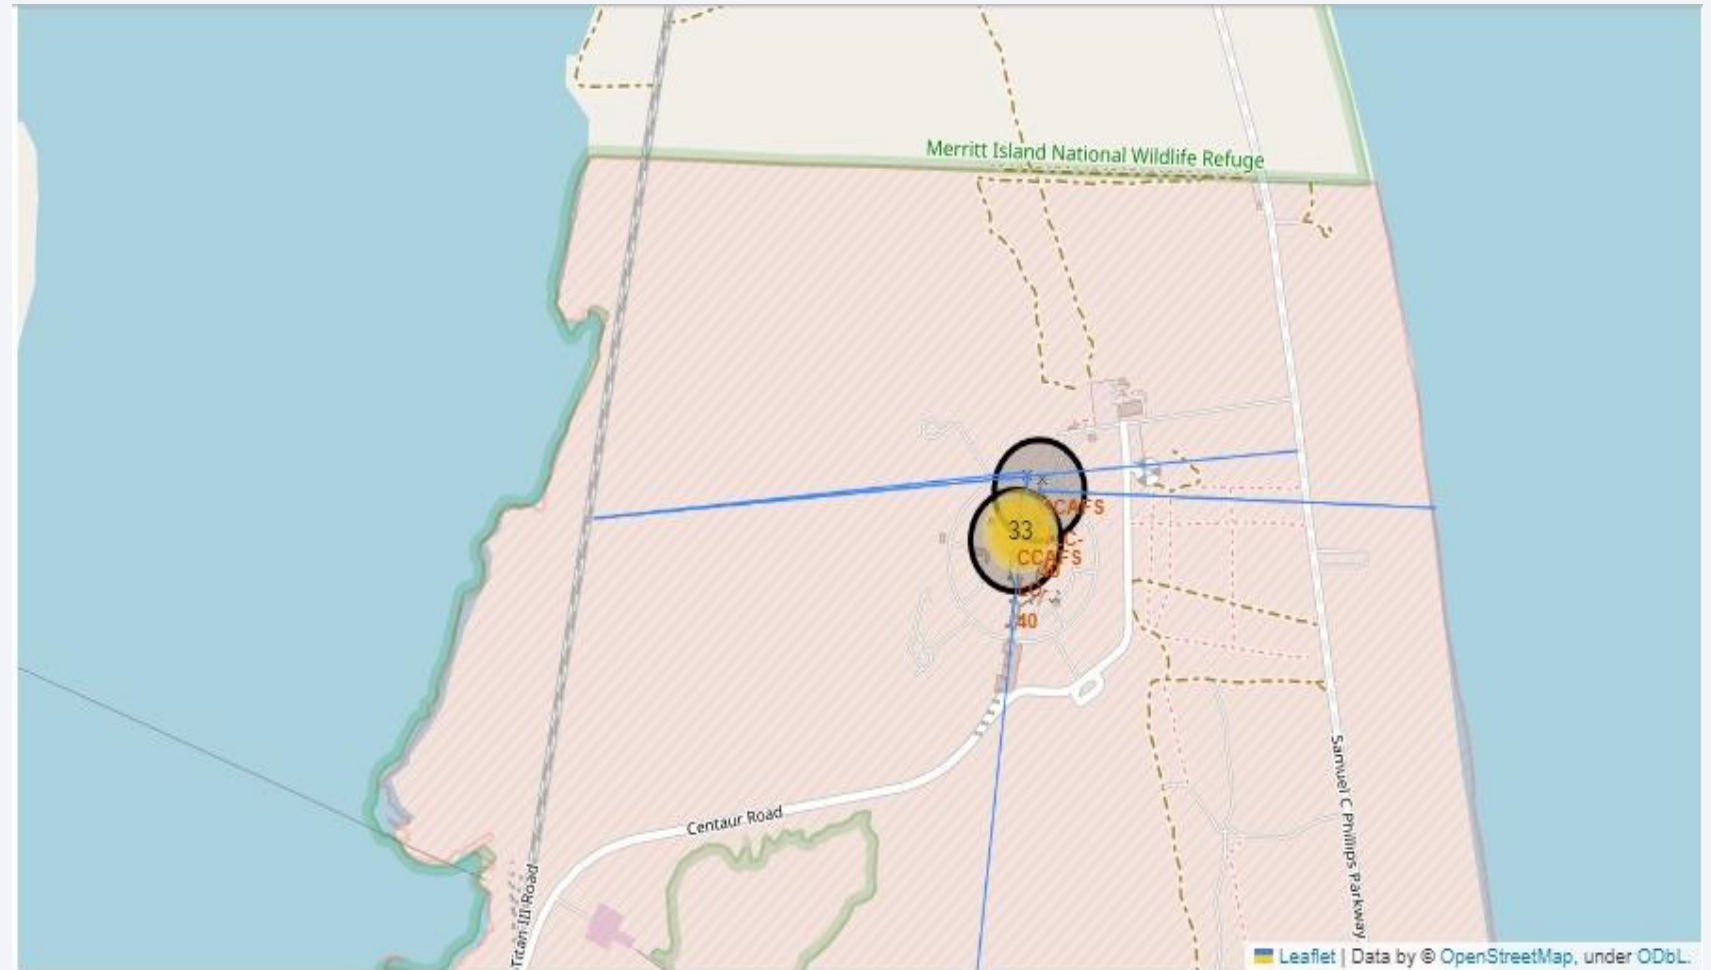 Merritt Island National Wildlife Refuge
CAFS
33
C-
CCAFS
40
Centaur Road
Titan III Road
Samuel C Phillips Parkway
Leaflet | Data by © OpenStreetMap, under ODbL.